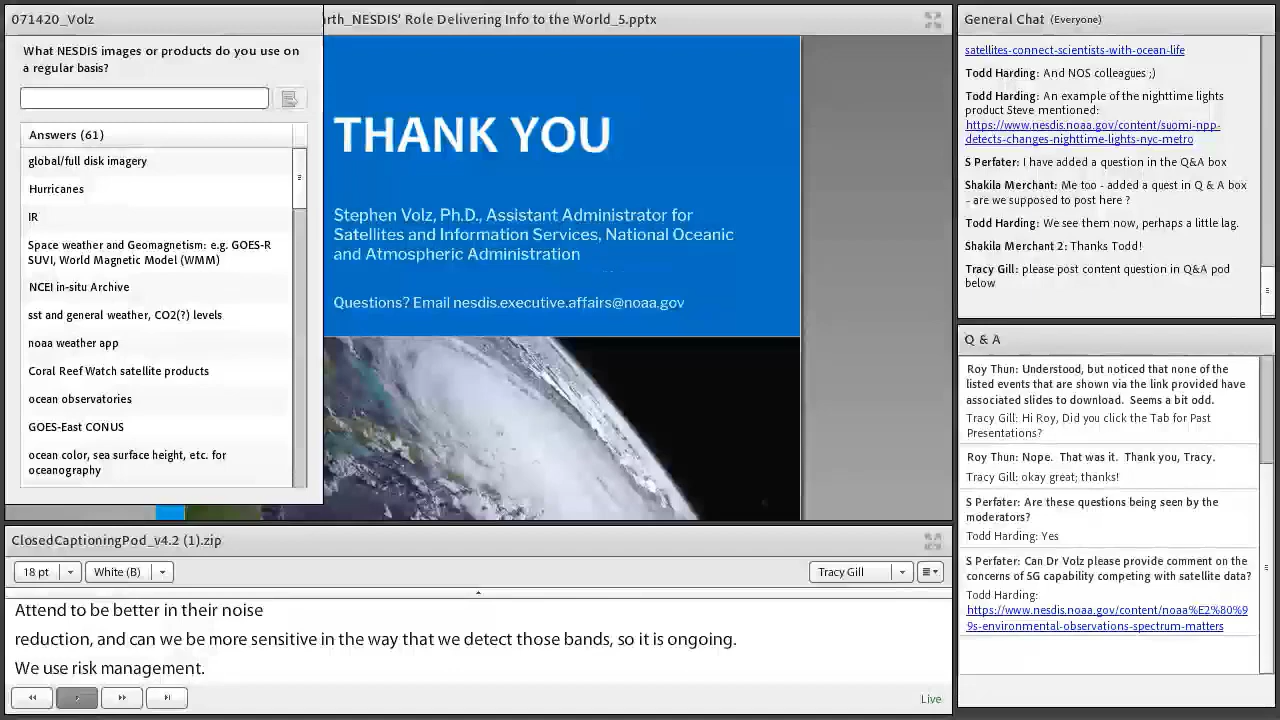 071420_Volz
rth_NESDIS' Role Delivering Info to the World_5.pptx
What NESDIS images or products do you use on
a regular basis?
Answers (61)
global/full disk imagery
Hurricanes
IR
Space weather and Geomagnetism: e.g. GOES-R
SUVI, World Magnetic Model (WMM)
NCEI in-situ Archive
sst and general weather, CO2(?) levels
noaa weather app
Coral Reef Watch satellite products
ocean observatories
GOES-East CONUS
ocean color, sea surface height, etc. for
oceanography
THANK YOU
Stephen Volz, Ph.D., Assistant Administrator for
Satellites and Information Services, National Oceanic
and Atmospheric Administration
Questions? Email nesdis.executive.affairs@noaa.gov
ClosedCaptioningPod_v4.2 (1).zip
18 pt
White (B)
Tracy Gill
Attend to be better in their noise
reduction, and can we be more sensitive in the way that we detect those bands, so it is ongoing.
We use risk management.
Live
General Chat (Everyone)
satellites-connect-scientists-with-ocean-life
Todd Harding: And NOS colleagues ;)
Todd Harding: An example of the nighttime lights
product Steve mentioned:
https://www.nesdis.noaa.gov/content/suomi-npp-
detects-changes-nighttime-lights-nyc-metro
S Perfater: I have added a question in the Q&A box
Shakila Merchant: Me too - added a quest in Q & A box
- are we supposed to post here ?
Todd Harding: We see them now, perhaps a little lag.
Shakila Merchant 2: Thanks Todd!
Tracy Gill: please post content question in Q&A pod
below
Q & A
Roy Thun: Understood, but noticed that none of the
listed events that are shown via the link provided have
associated slides to download. Seems a bit odd.
Tracy Gill: Hi Roy, Did you click the Tab for Past
Presentations?
Roy Thun: Nope. That was it. Thank you, Tracy.
Tracy Gill: okay great; thanks!
S Perfater: Are these questions being seen by the
moderators?
Todd Harding: Yes
S Perfater: Can Dr Volz please provide comment on the
concerns of 5G capability competing with satellite data?
Todd Harding:
https://www.nesdis.noaa.gov/content/noaa%E2%80%9
9s-environmental-observations-spectrum-matters